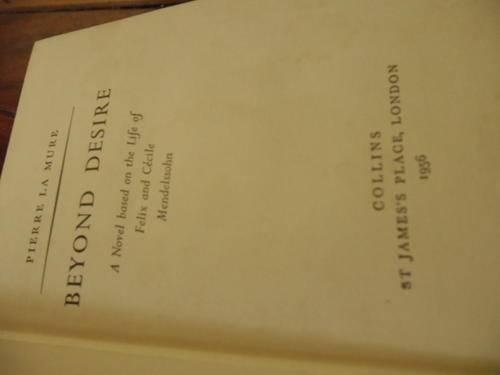 PIERRE LA MURE
BEYOND DESIRE
A Novel based on the Life of
Felix and Cécile
Mendelssohn
COLLINS
ST JAMES'S PLACE, LONDON
1956